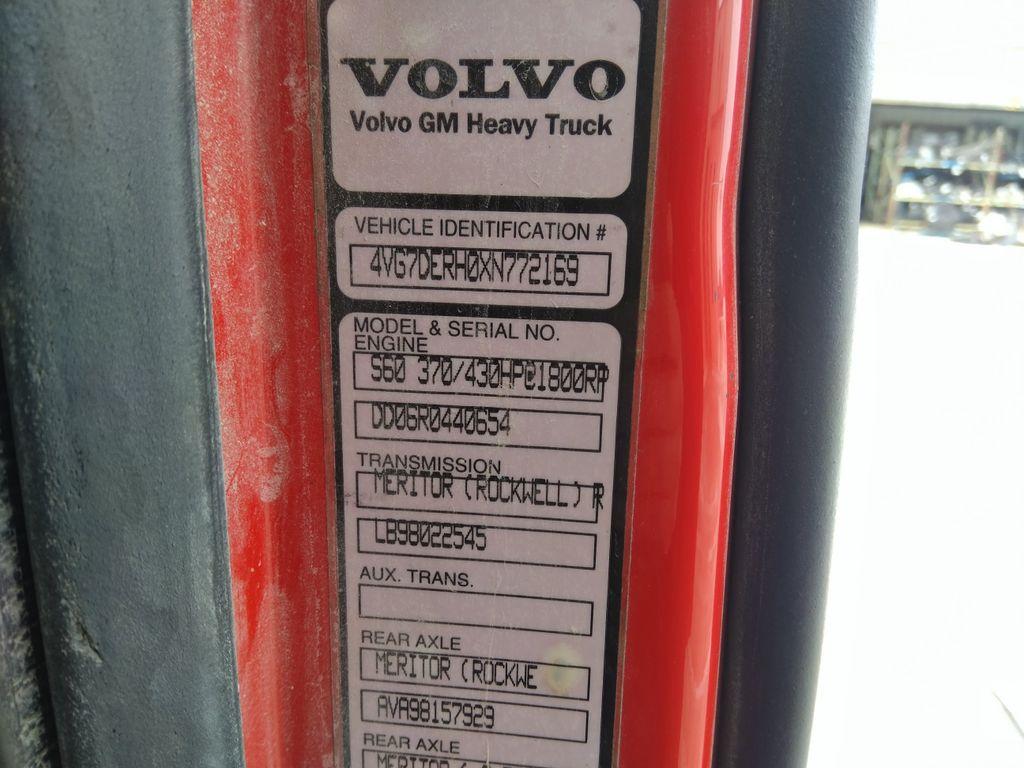 VOLVO
Volvo GM Heavy Truck
VEHICLE IDENTIFICATION #
4VG7DERH0XN772169
MODEL & SERIAL NO.
ENGINE
S60 370/430HP@1800RP
DD06R0440654
TRANSMISSION
MERITOR (ROCKWELL) R
LB98022545
AUX. TRANS.
REAR AXLE
MERITOR (ROCKWE
AVA98157929
REAR AXLE
MERITOR